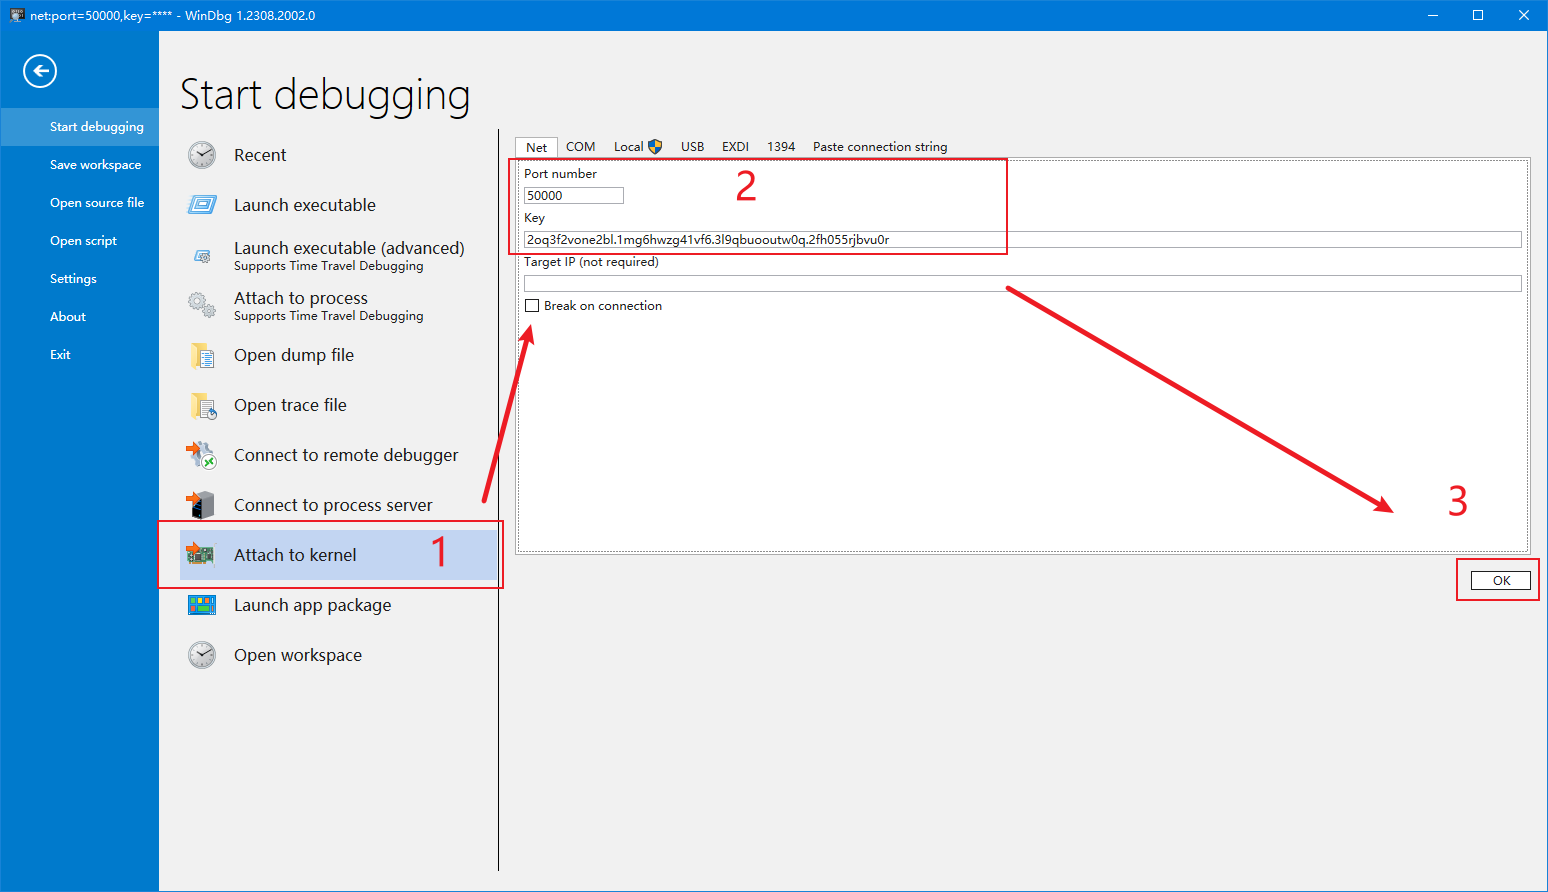 net:port=50000,key=**** - WinDbg 1.2308.2002.0
Start debugging
Save workspace
Open source file
Open script
Settings
About
Exit
Start debugging
Recent
Launch executable
Launch executable (advanced)
Supports Time Travel Debugging
Attach to process
Supports Time Travel Debugging
Open dump file
Open trace file
Connect to remote debugger
Connect to process server
Attach to kernel
1
Launch app package
Open workspace
Net COM Local USB EXDI 1394 Paste connection string
Port number
2
50000
Key
2oq3f2vone2bl.1mg6hwzg41vf6.3l9qbuooutw0q.2fh055rjbvu0r
Target IP (not required)
Break on connection
3
OK